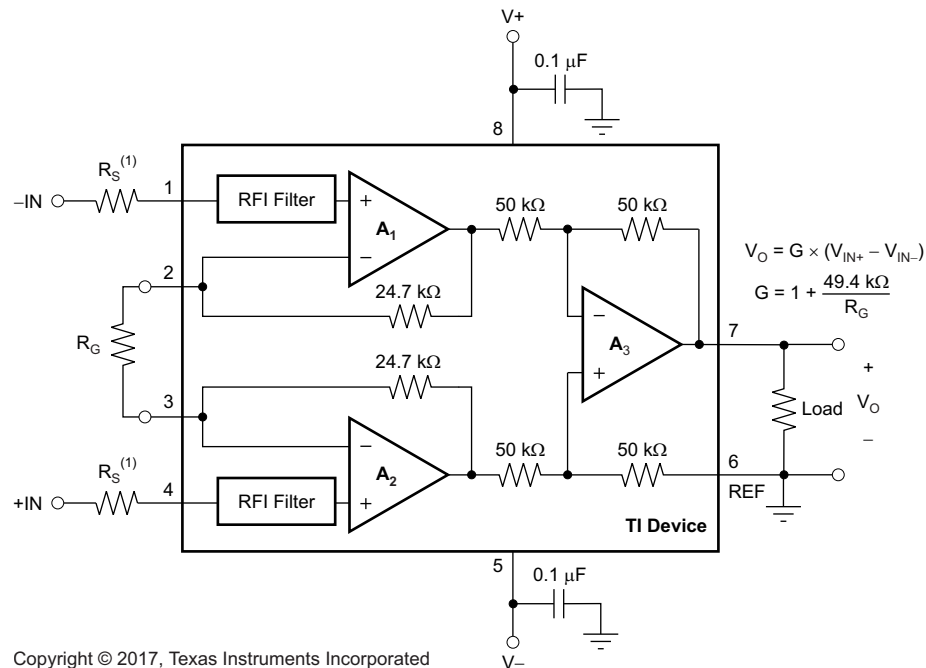 V+
0.1 µF
8
R_S^(1)
1
–IN
RFI Filter
+
A₁
–
50 kΩ
50 kΩ
V_O = G × (V_IN+ – V_IN–)
G = 1 + 49.4 kΩ / R_G
2
24.7 kΩ
R_G
–
A₃
+
7
24.7 kΩ
+
Load
V_O
–
3
R_S^(1)
–
A₂
+
50 kΩ
50 kΩ
6
REF
4
+IN
RFI Filter
TI Device
5
0.1 µF
V–
Copyright © 2017, Texas Instruments Incorporated